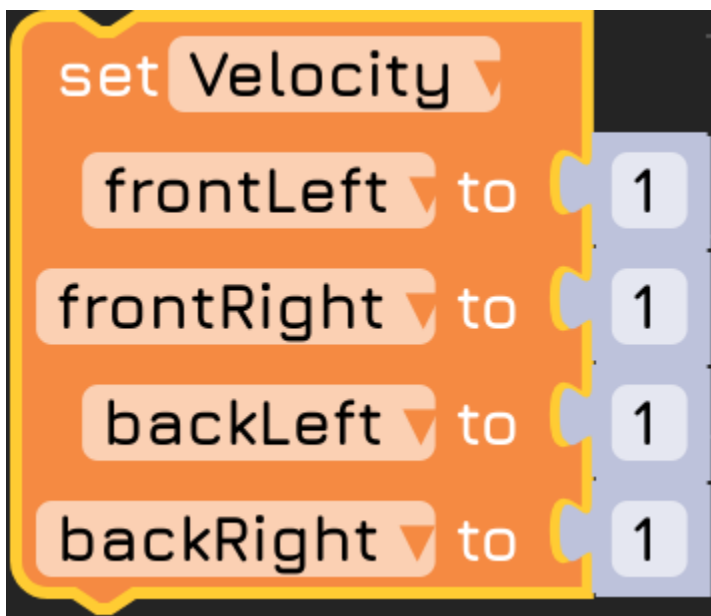 set Velocity
frontLeft to 1
frontRight to 1
backLeft to 1
backRight to 1